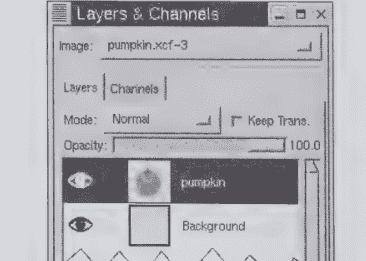 Layers & Channels
Image: pumpkin.xcf-3
Layers Channels
Mode: Normal Keep Trans.
Opacity: 100.0
pumpkin
Background